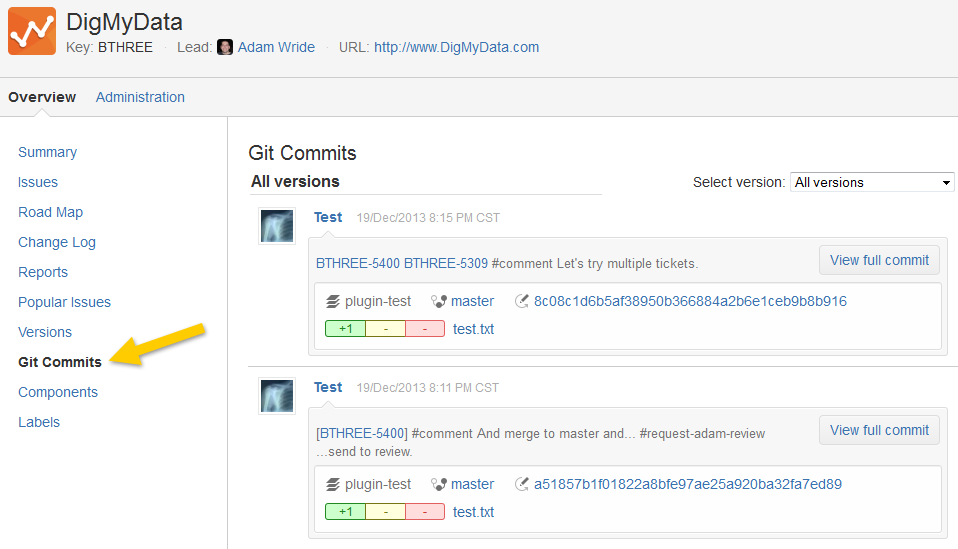 DigMyData
Key: BTHREE · Lead: Adam Wride · URL: http://www.DigMyData.com
Overview Administration
Summary
Issues
Road Map
Change Log
Reports
Popular Issues
Versions
Git Commits
Components
Labels
Git Commits
All versions
Select version: All versions
Test 19/Dec/2013 8:15 PM CST
BTHREE-5400 BTHREE-5309 #comment Let's try multiple tickets.
View full commit
plugin-test master 8c08c1d6b5af38950b366884a2b6e1ceb9b8b916
+1 - - test.txt
Test 19/Dec/2013 8:11 PM CST
[BTHREE-5400] #comment And merge to master and... #request-adam-review
...send to review.
View full commit
plugin-test master a51857b1f01822a8bfe97ae25a920ba32fa7ed89
+1 - - test.txt